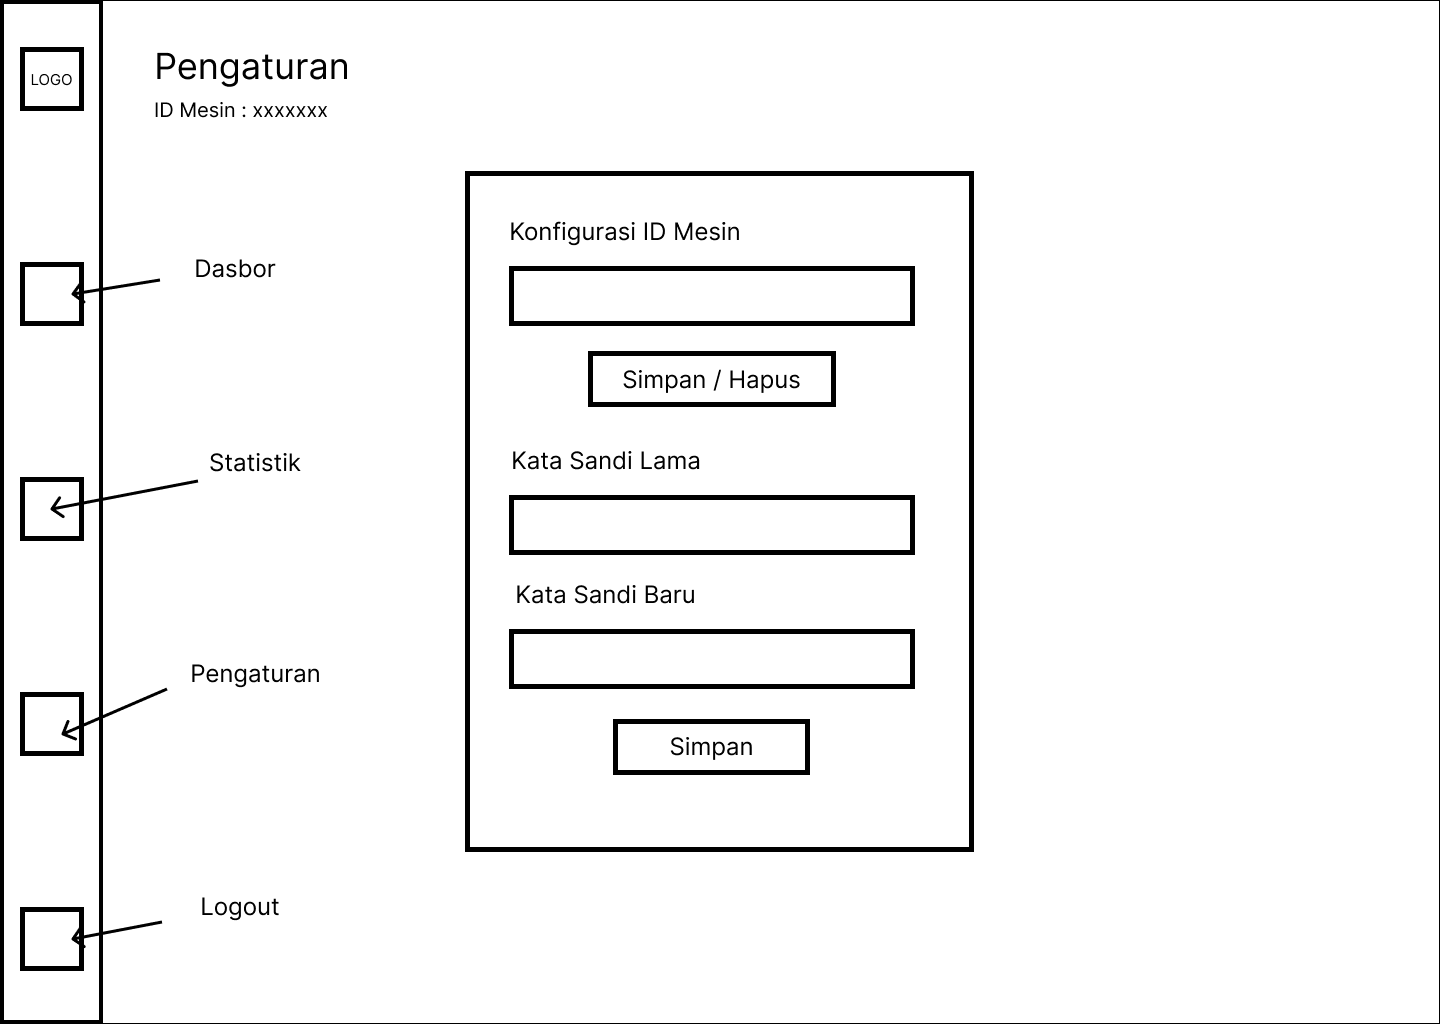 LOGO
Pengaturan
ID Mesin : xxxxxxx
Dasbor
Statistik
Pengaturan
Logout
Konfigurasi ID Mesin
Simpan / Hapus
Kata Sandi Lama
Kata Sandi Baru
Simpan